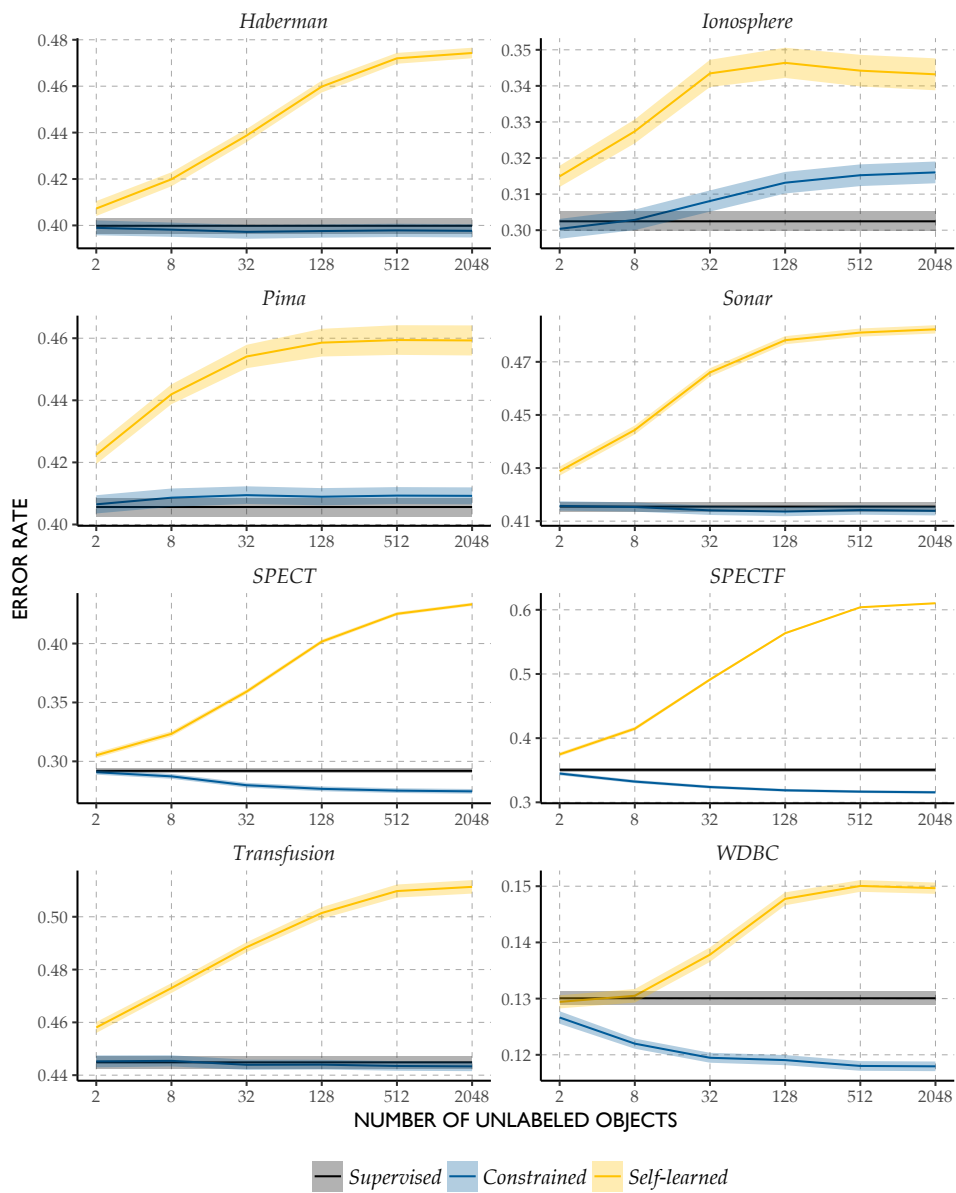 Haberman
Ionosphere
0.48
0.46
0.44
0.42
0.40
2 8 32 128 512 2048
0.35
0.34
0.33
0.32
0.31
0.30
2 8 32 128 512 2048
Pima
Sonar
0.46
0.44
0.42
0.40
2 8 32 128 512 2048
0.47
0.45
0.43
0.41
2 8 32 128 512 2048
ERROR RATE
SPECT
SPECTF
0.40
0.35
0.30
2 8 32 128 512 2048
0.6
0.5
0.4
0.3
2 8 32 128 512 2048
Transfusion
WDBC
0.50
0.48
0.46
0.44
2 8 32 128 512 2048
0.15
0.14
0.13
0.12
2 8 32 128 512 2048
NUMBER OF UNLABELED OBJECTS
Supervised Constrained Self-learned